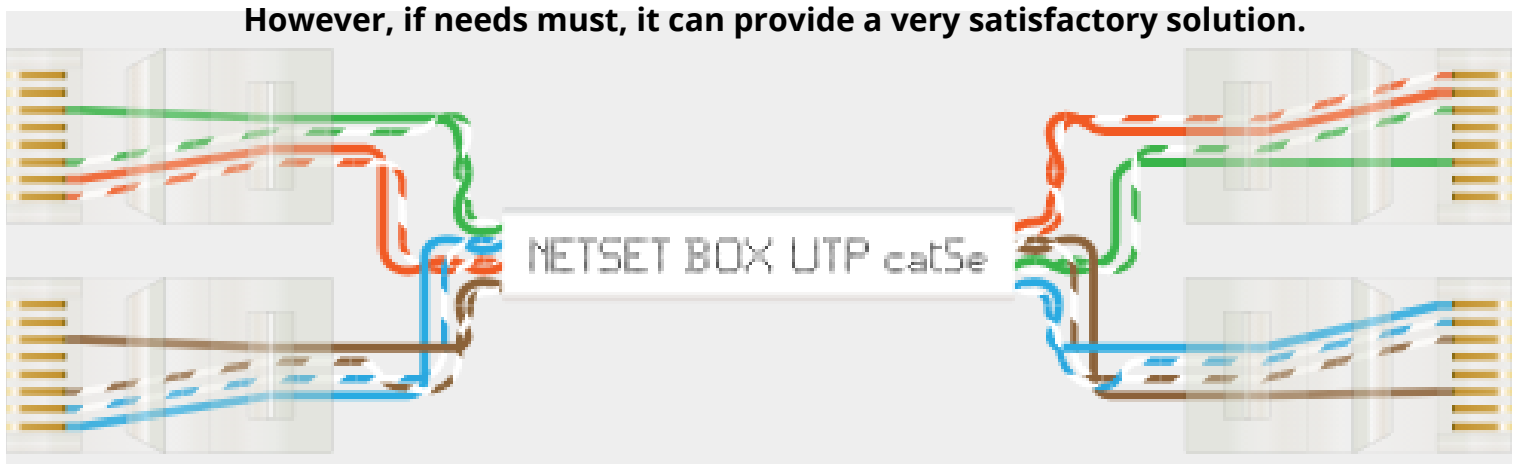 However, if needs must, it can provide a very satisfactory solution.
NETSET BOX UTP cat5e